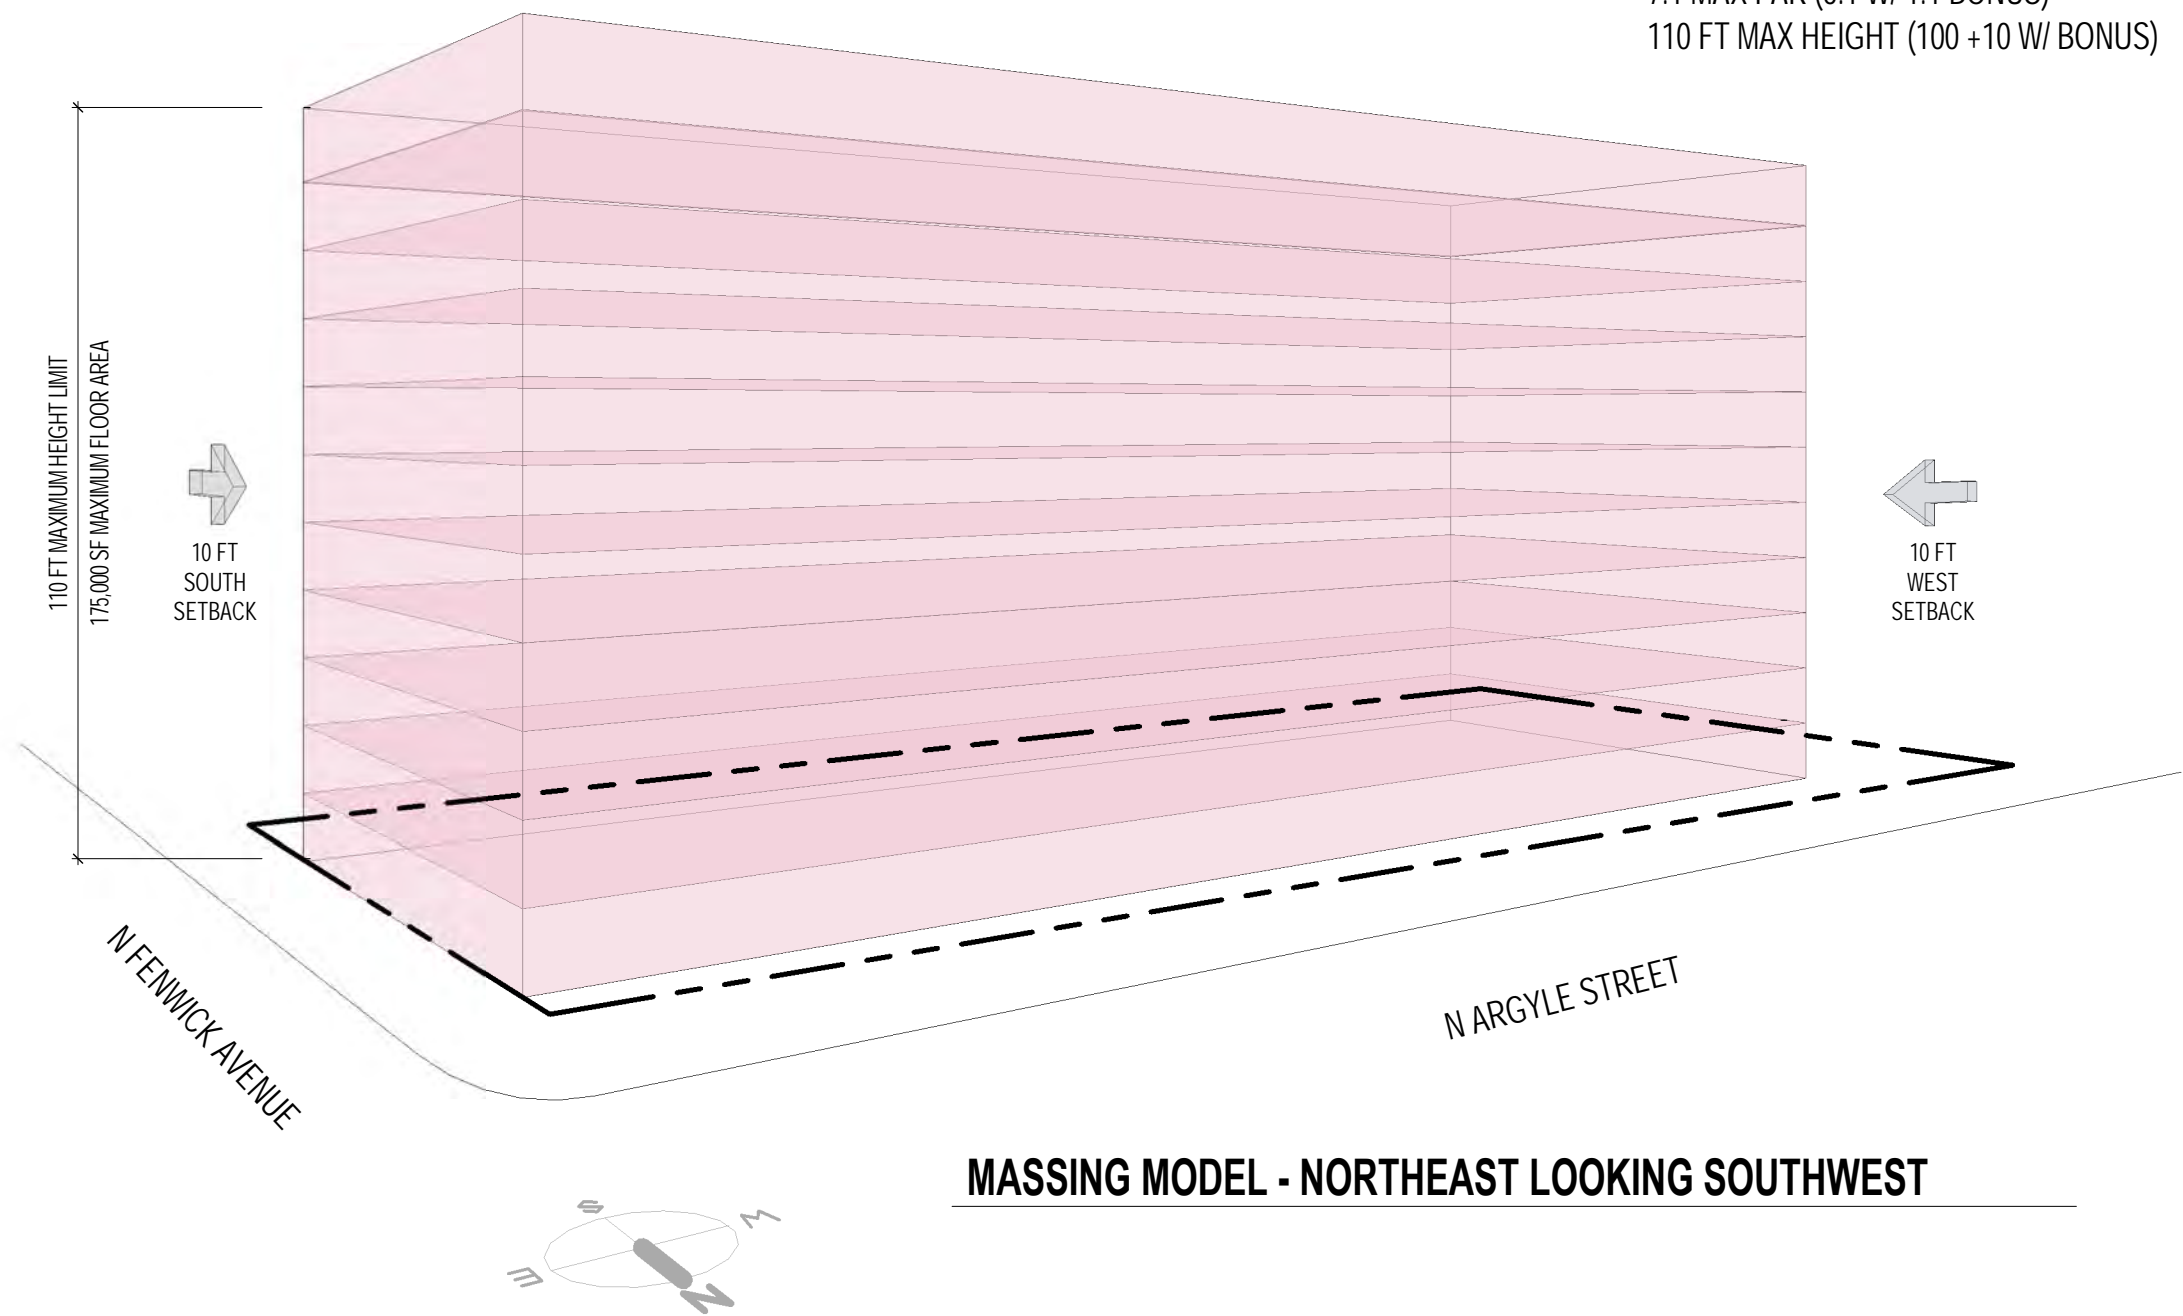 110 FT MAX HEIGHT (100 +10 W/ BONUS)
110 FT MAXIMUM HEIGHT LIMIT
175,000 SF MAXIMUM FLOOR AREA
10 FT
SOUTH
SETBACK
10 FT
WEST
SETBACK
N FENWICK AVENUE
N ARGYLE STREET
MASSING MODEL - NORTHEAST LOOKING SOUTHWEST
S
W
E
N